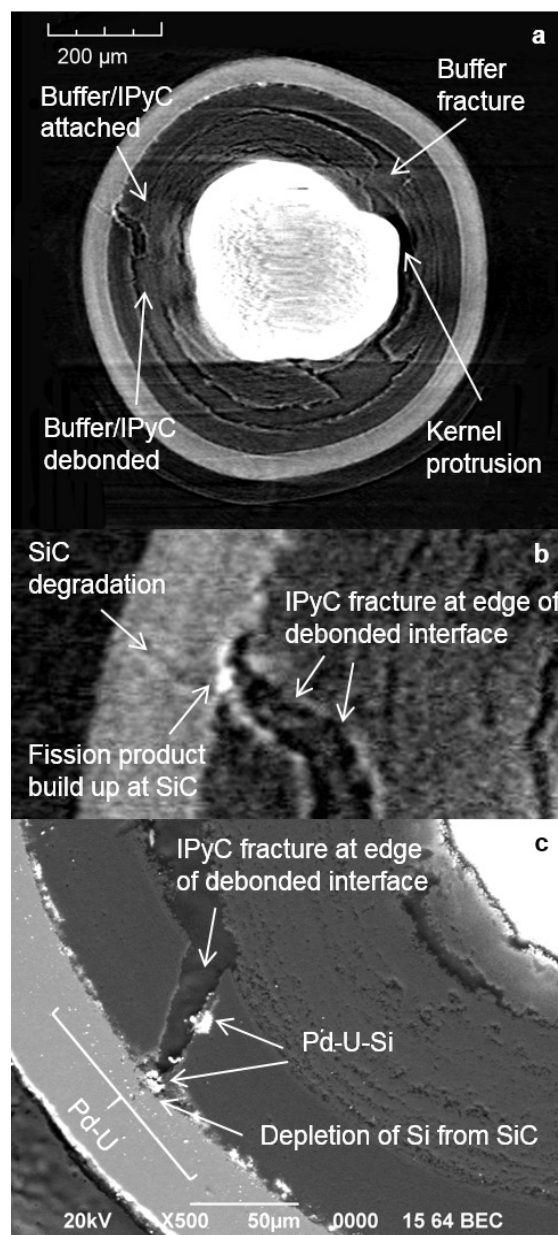 a
200 µm
Buffer/IPyC
attached
Buffer
fracture
Buffer/IPyC
debonded
Kernel
protrusion
b
SiC
degradation
IPyC fracture at edge of
debonded interface
Fission product
build up at SiC
c
IPyC fracture at edge
of debonded interface
Pd-U-Si
Pd-U
Depletion of Si from SiC
20kV X500 50µm 0000 15 64 BEC